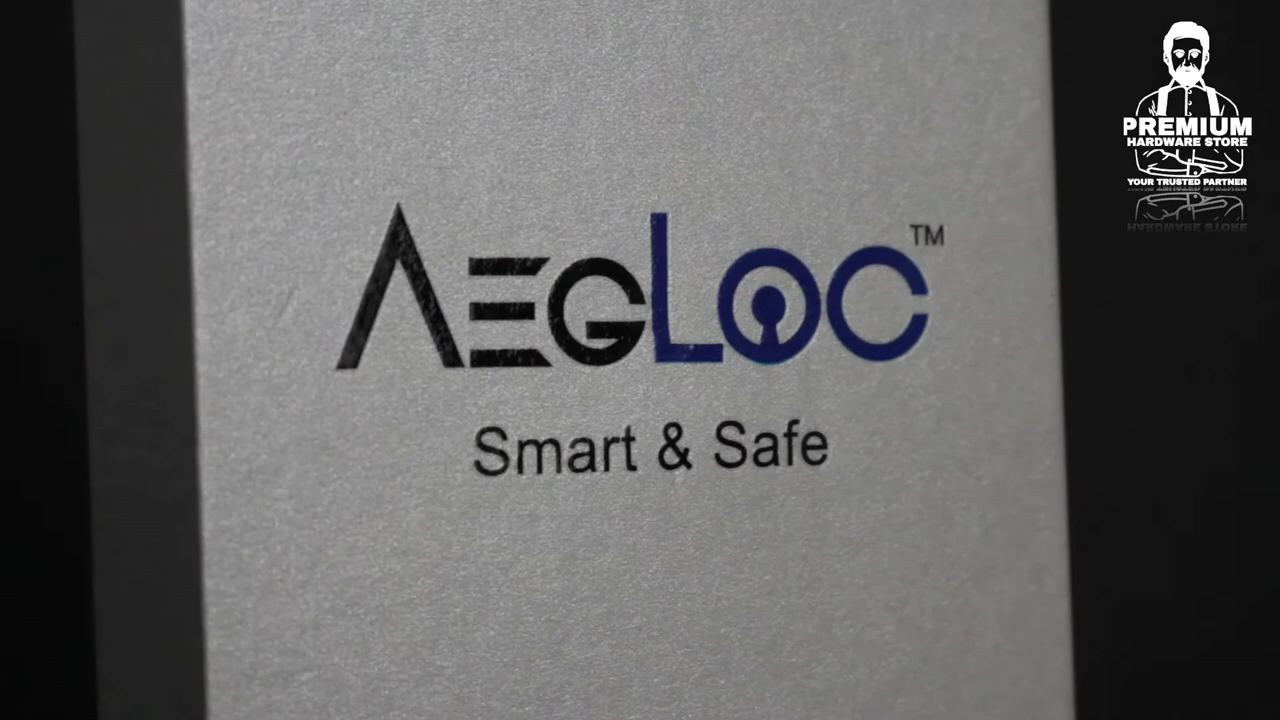 AEGLOC™
Smart & Safe
PREMIUM
HARDWARE STORE
YOUR TRUSTED PARTNER